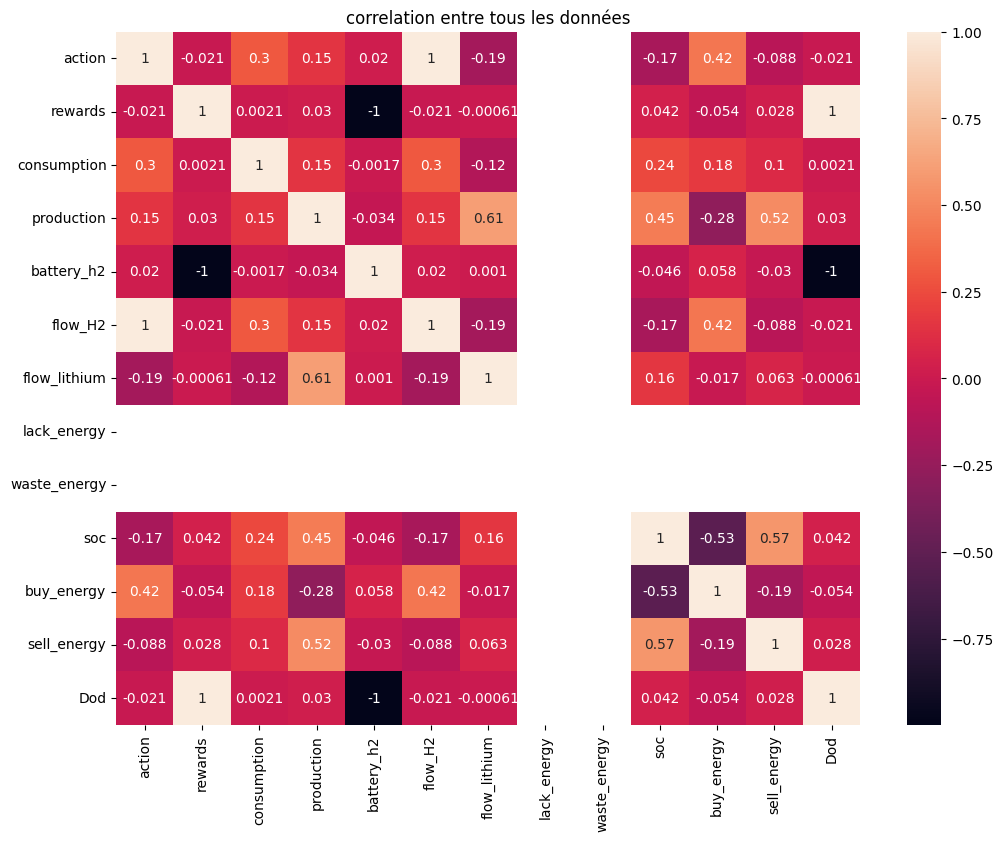 correlation entre tous les données
action 1 -0.021 0.3 0.15 0.02 1 -0.19 -0.17 0.42 -0.088 -0.021
rewards -0.021 1 0.0021 0.03 -1 -0.021 -0.00061 0.042 -0.054 0.028 1
consumption 0.3 0.0021 1 0.15 -0.0017 0.3 -0.12 0.24 0.18 0.1 0.0021
production 0.15 0.03 0.15 1 -0.034 0.15 0.61 0.45 -0.28 0.52 0.03
battery_h2 0.02 -1 -0.0017 -0.034 1 0.02 0.001 -0.046 0.058 -0.03 -1
flow_H2 1 -0.021 0.3 0.15 0.02 1 -0.19 -0.17 0.42 -0.088 -0.021
flow_lithium -0.19 -0.00061 -0.12 0.61 0.001 -0.19 1 0.16 -0.017 0.063 -0.00061
lack_energy
waste_energy
soc -0.17 0.042 0.24 0.45 -0.046 -0.17 0.16 1 -0.53 0.57 0.042
buy_energy 0.42 -0.054 0.18 -0.28 0.058 0.42 -0.017 -0.53 1 -0.19 -0.054
sell_energy -0.088 0.028 0.1 0.52 -0.03 -0.088 0.063 0.57 -0.19 1 0.028
Dod -0.021 1 0.0021 0.03 -1 -0.021 -0.00061 0.042 -0.054 0.028 1
action rewards consumption production battery_h2 flow_H2 flow_lithium lack_energy waste_energy soc buy_energy sell_energy Dod
1.00
0.75
0.50
0.25
0.00
−0.25
−0.50
−0.75